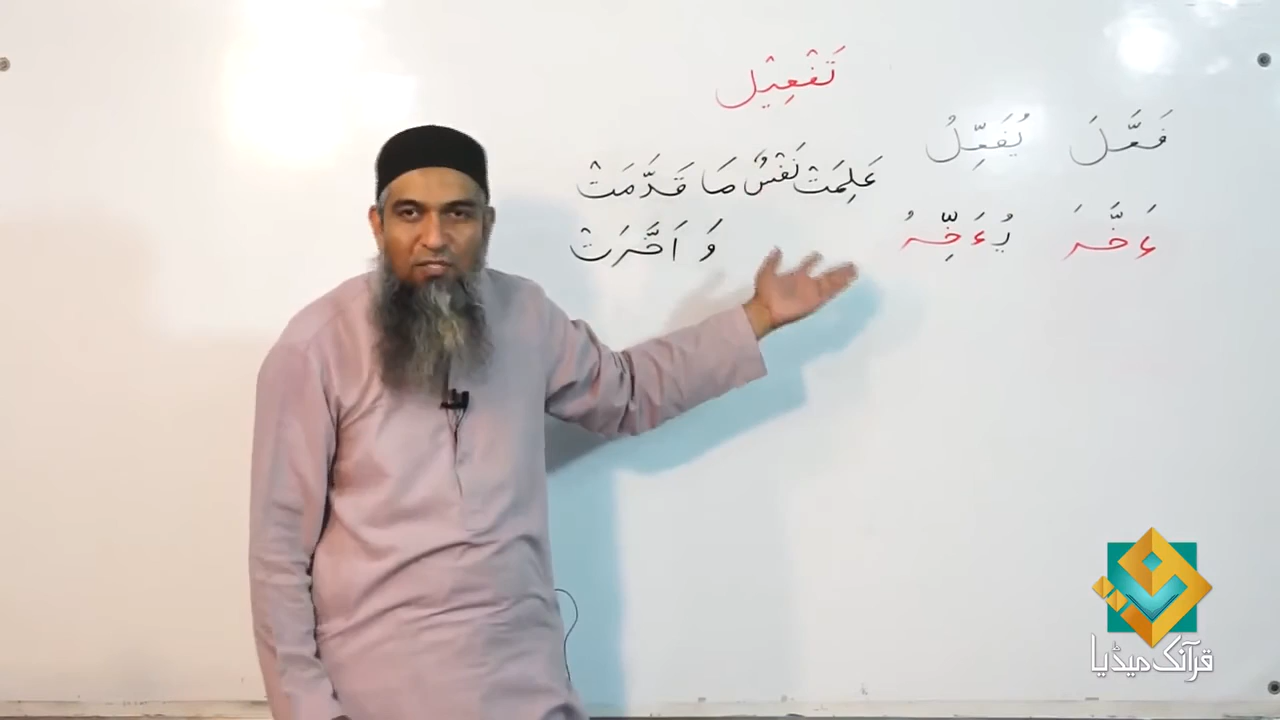 تَفْعِيْل
فَعَّلَ يُفَعِّلُ
عَلِمَتْ نَفْسٌ مَا قَدَّمَتْ
ءَخَّرَ يُءَخِّرُ
وَ اَخَّرَتْ
قرآنک میڈیا